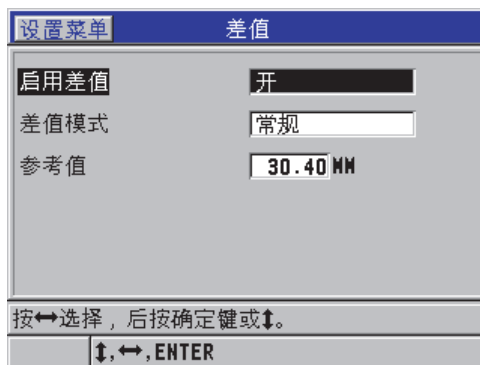 设置菜单 差值
启用差值 开
差值模式 常规
参考值 30.40 MM
按↔选择，后按确定键或↕。
↕,↔,ENTER